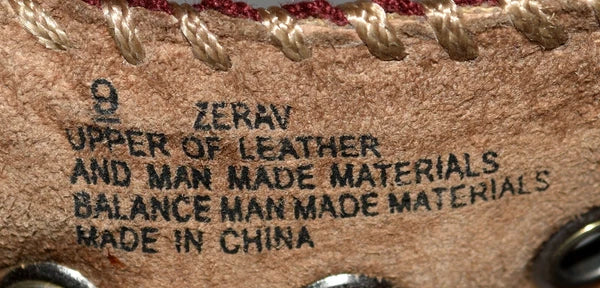 9 ZERAV
UPPER OF LEATHER
AND MAN MADE MATERIALS
BALANCE MAN MADE MATERIALS
MADE IN CHINA